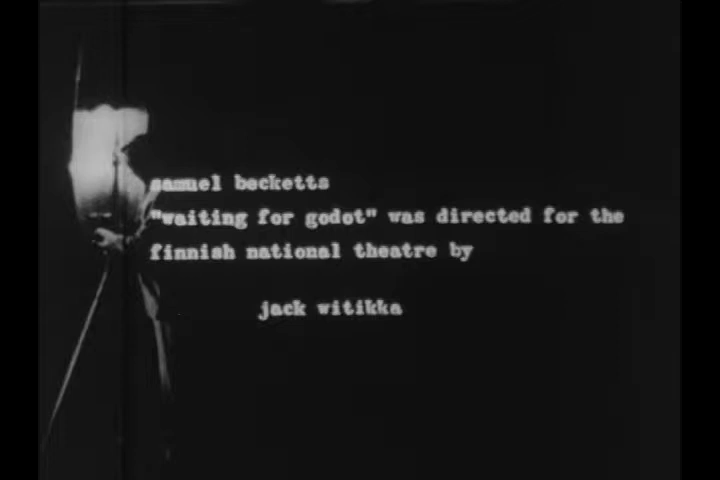 samuel becketts
"waiting for godot" was directed for the
finnish national theatre by
jack witikka